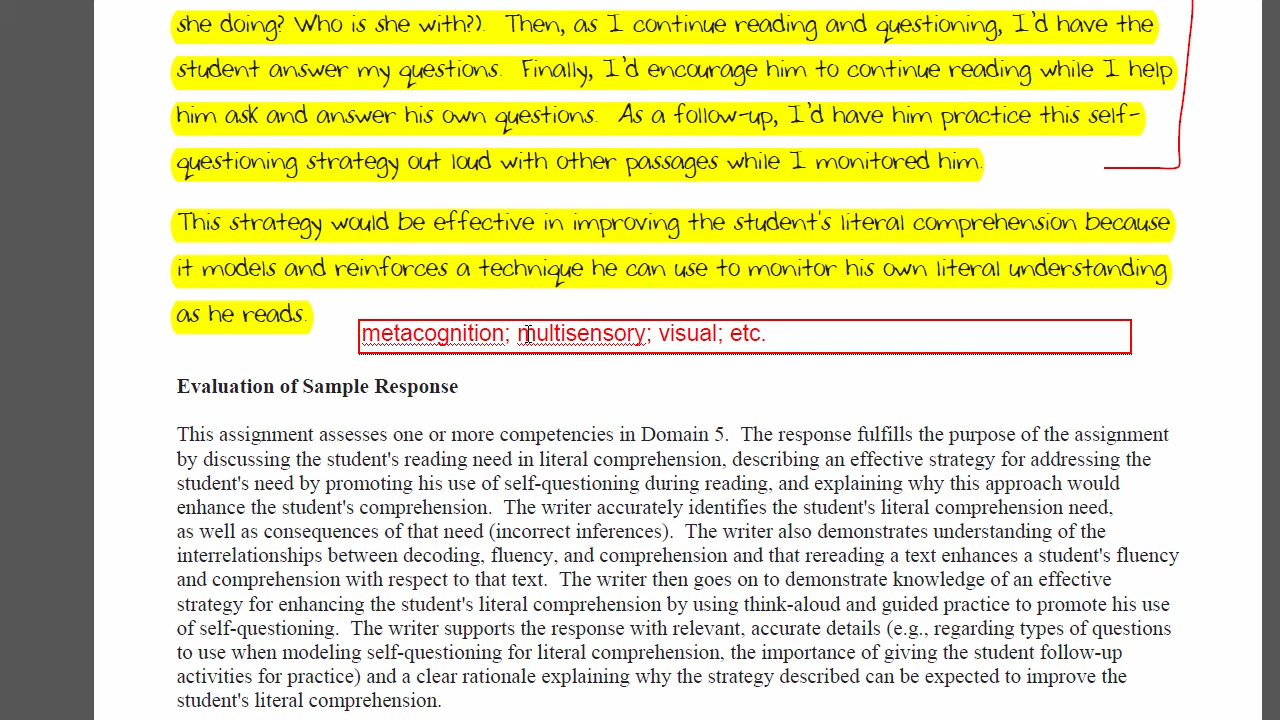 she doing? Who is she with?). Then, as I continue reading and questioning, I'd have the
student answer my questions. Finally, I'd encourage him to continue reading while I help
him ask and answer his own questions. As a follow-up, I'd have him practice this self-
questioning strategy out loud with other passages while I monitored him.
This strategy would be effective in improving the student's literal comprehension because
it models and reinforces a technique he can use to monitor his own literal understanding
as he reads.
metacognition; multisensory; visual; etc.
Evaluation of Sample Response
This assignment assesses one or more competencies in Domain 5. The response fulfills the purpose of the assignment
by discussing the student's reading need in literal comprehension, describing an effective strategy for addressing the
student's need by promoting his use of self-questioning during reading, and explaining why this approach would
enhance the student's comprehension. The writer accurately identifies the student's literal comprehension need,
as well as consequences of that need (incorrect inferences). The writer also demonstrates understanding of the
interrelationships between decoding, fluency, and comprehension and that rereading a text enhances a student's fluency
and comprehension with respect to that text. The writer then goes on to demonstrate knowledge of an effective
strategy for enhancing the student's literal comprehension by using think-aloud and guided practice to promote his use
of self-questioning. The writer supports the response with relevant, accurate details (e.g., regarding types of questions
to use when modeling self-questioning for literal comprehension, the importance of giving the student follow-up
activities for practice) and a clear rationale explaining why the strategy described can be expected to improve the
student's literal comprehension.